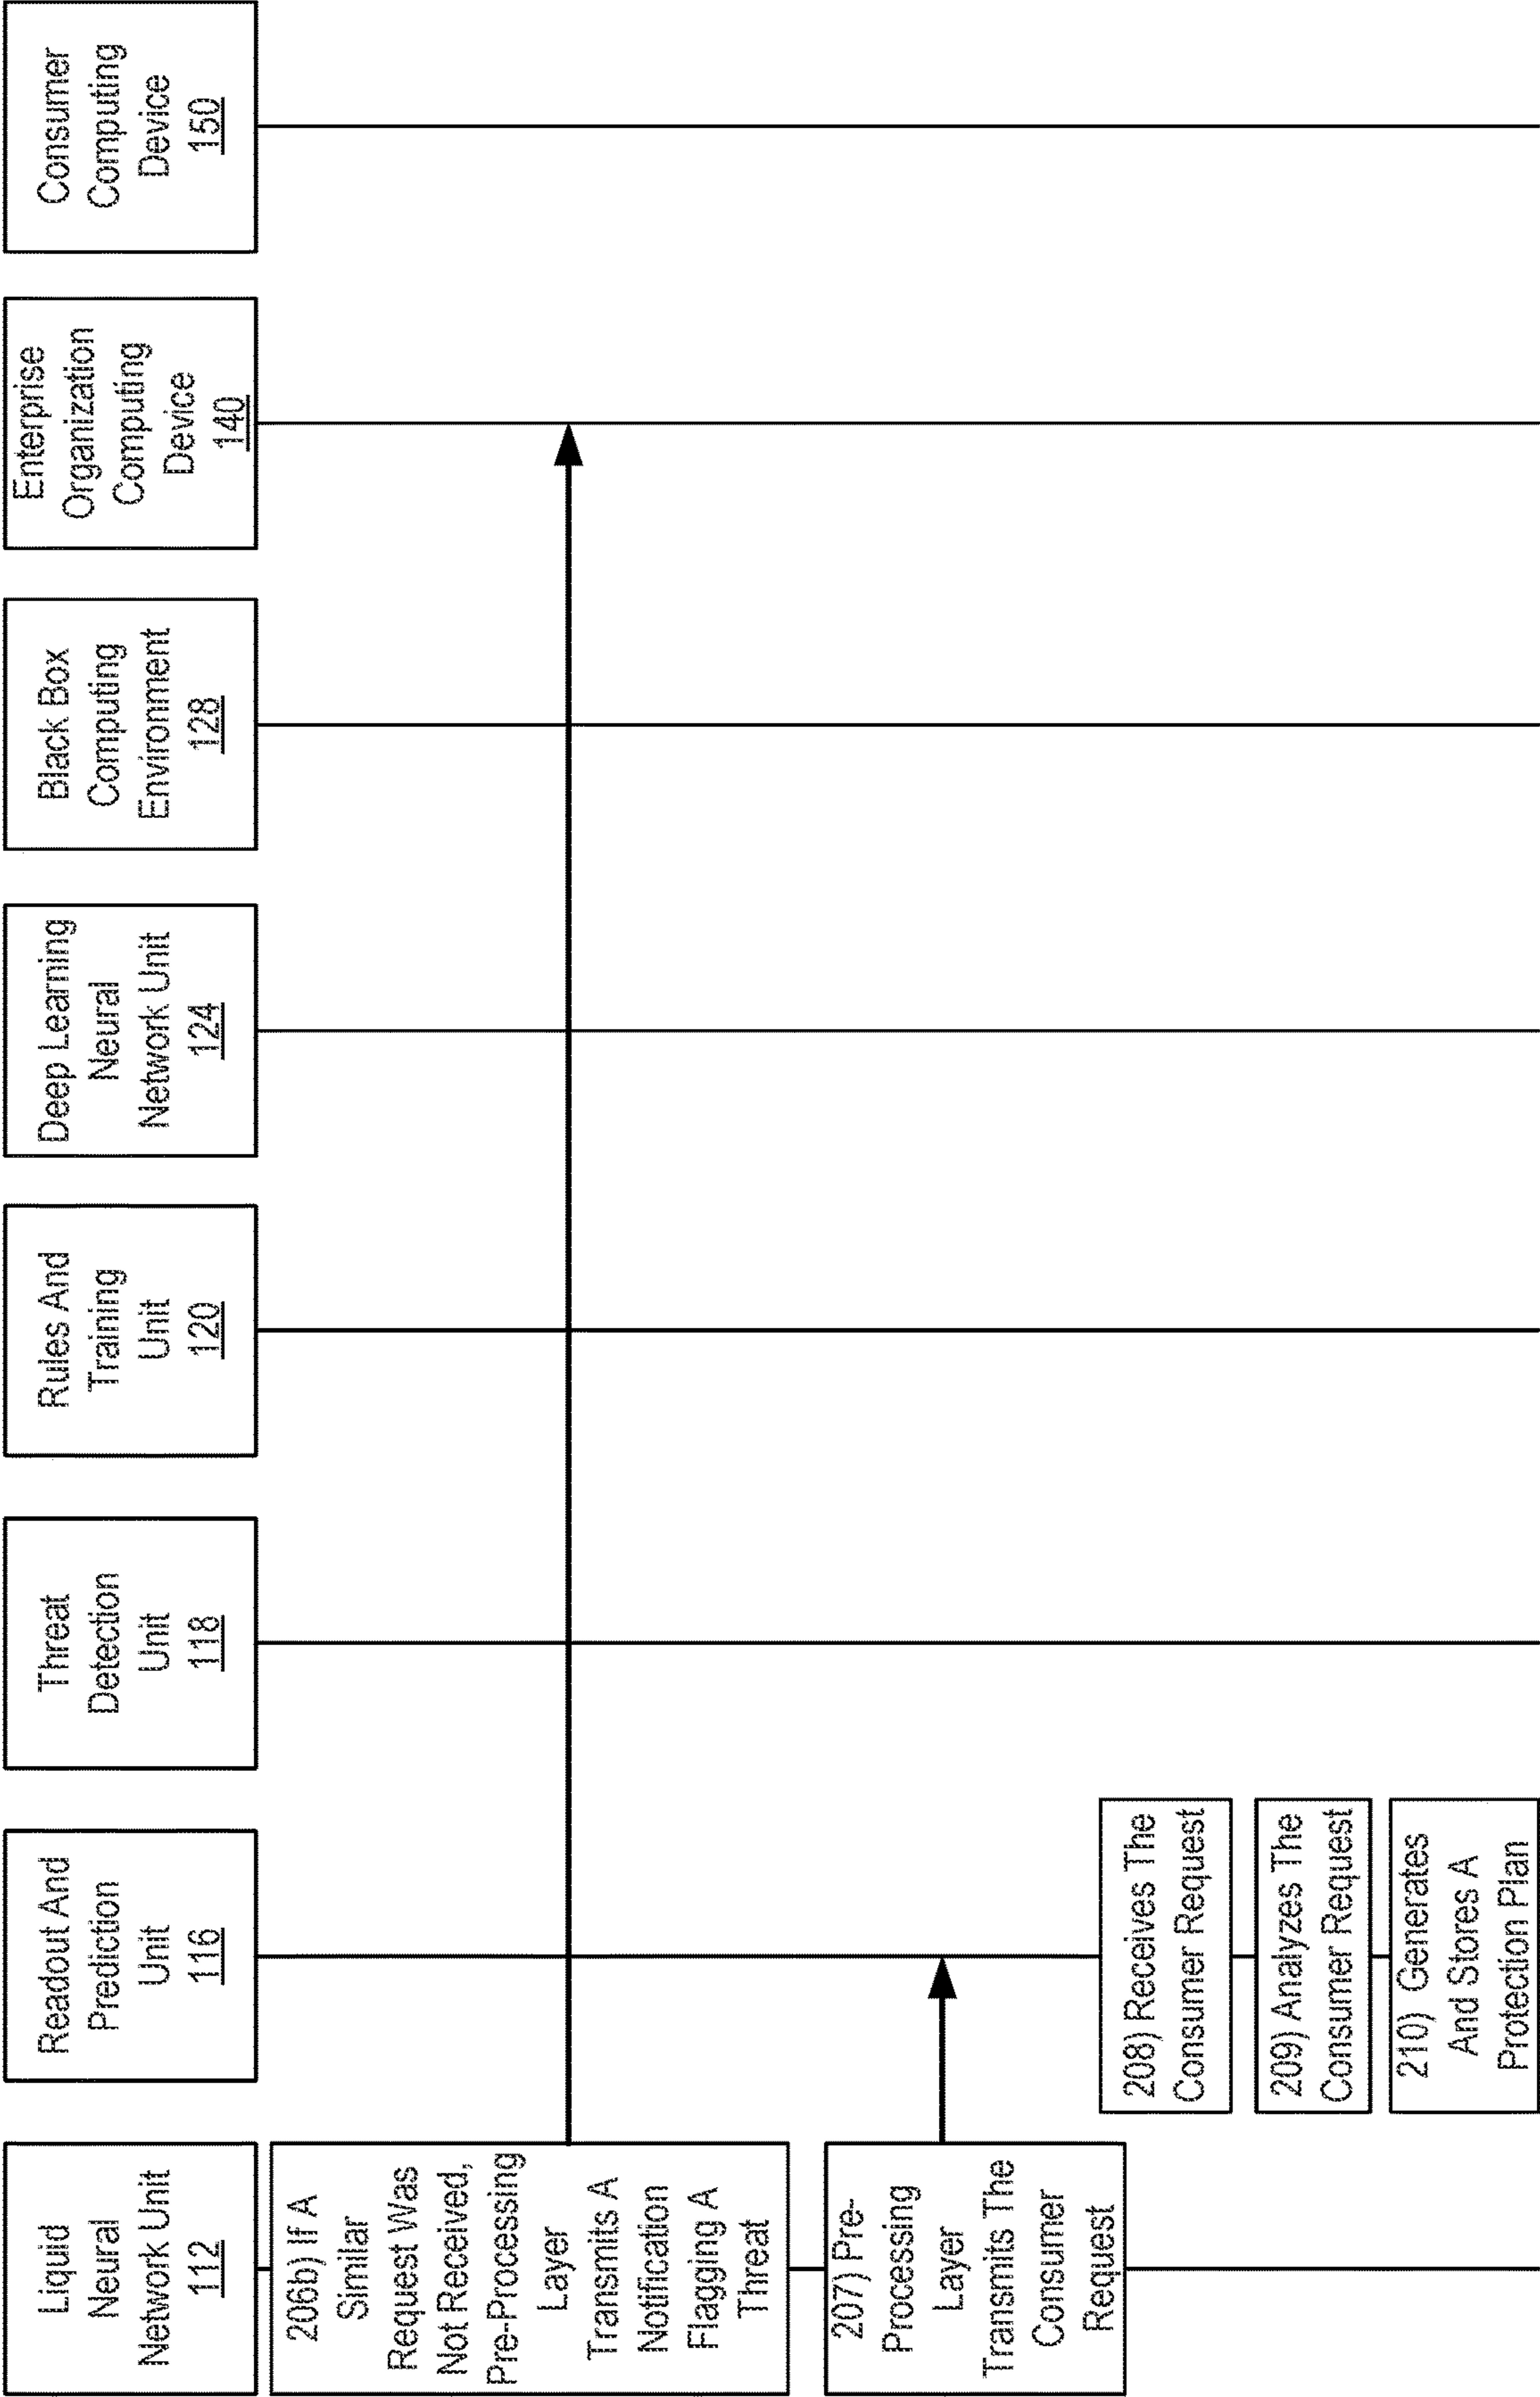 Liquid
Neural
Network Unit
112
Readout And
Prediction
Unit
116
Threat
Detection
Unit
118
Rules And
Training
Unit
120
Deep Learning
Neural
Network Unit
124
Black Box
Computing
Environment
128
Enterprise
Organization
Computing
Device
140
Consumer
Computing
Device
150
206b) If A
Similar
Request Was
Not Received,
Pre-Processing
Layer
Transmits A
Notification
Flagging A
Threat
207) Pre-
Processing
Layer
Transmits The
Consumer
Request
208) Receives The
Consumer Request
209) Analyzes The
Consumer Request
210) Generates
And Stores A
Protection Plan